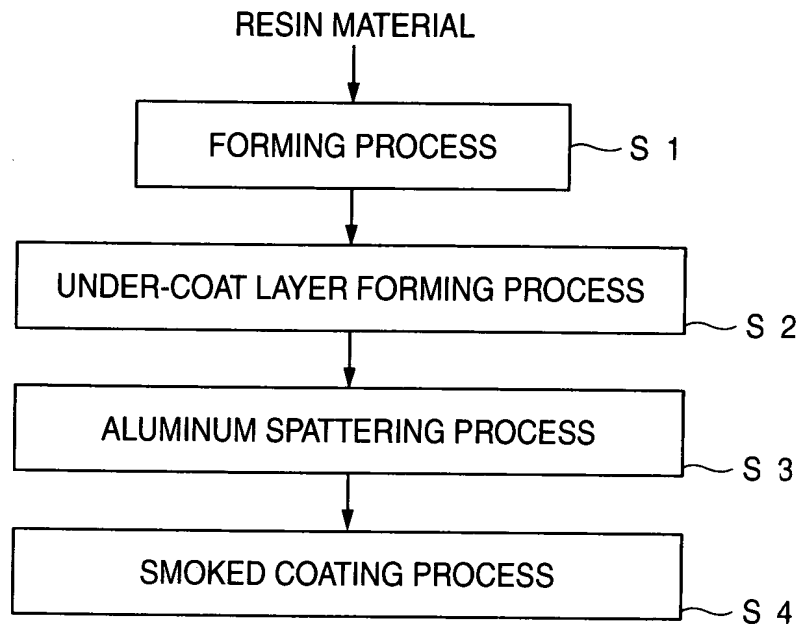 RESIN MATERIAL
FORMING PROCESS
S 1
UNDER-COAT LAYER FORMING PROCESS
S 2
ALUMINUM SPATTERING PROCESS
S 3
SMOKED COATING PROCESS
S 4